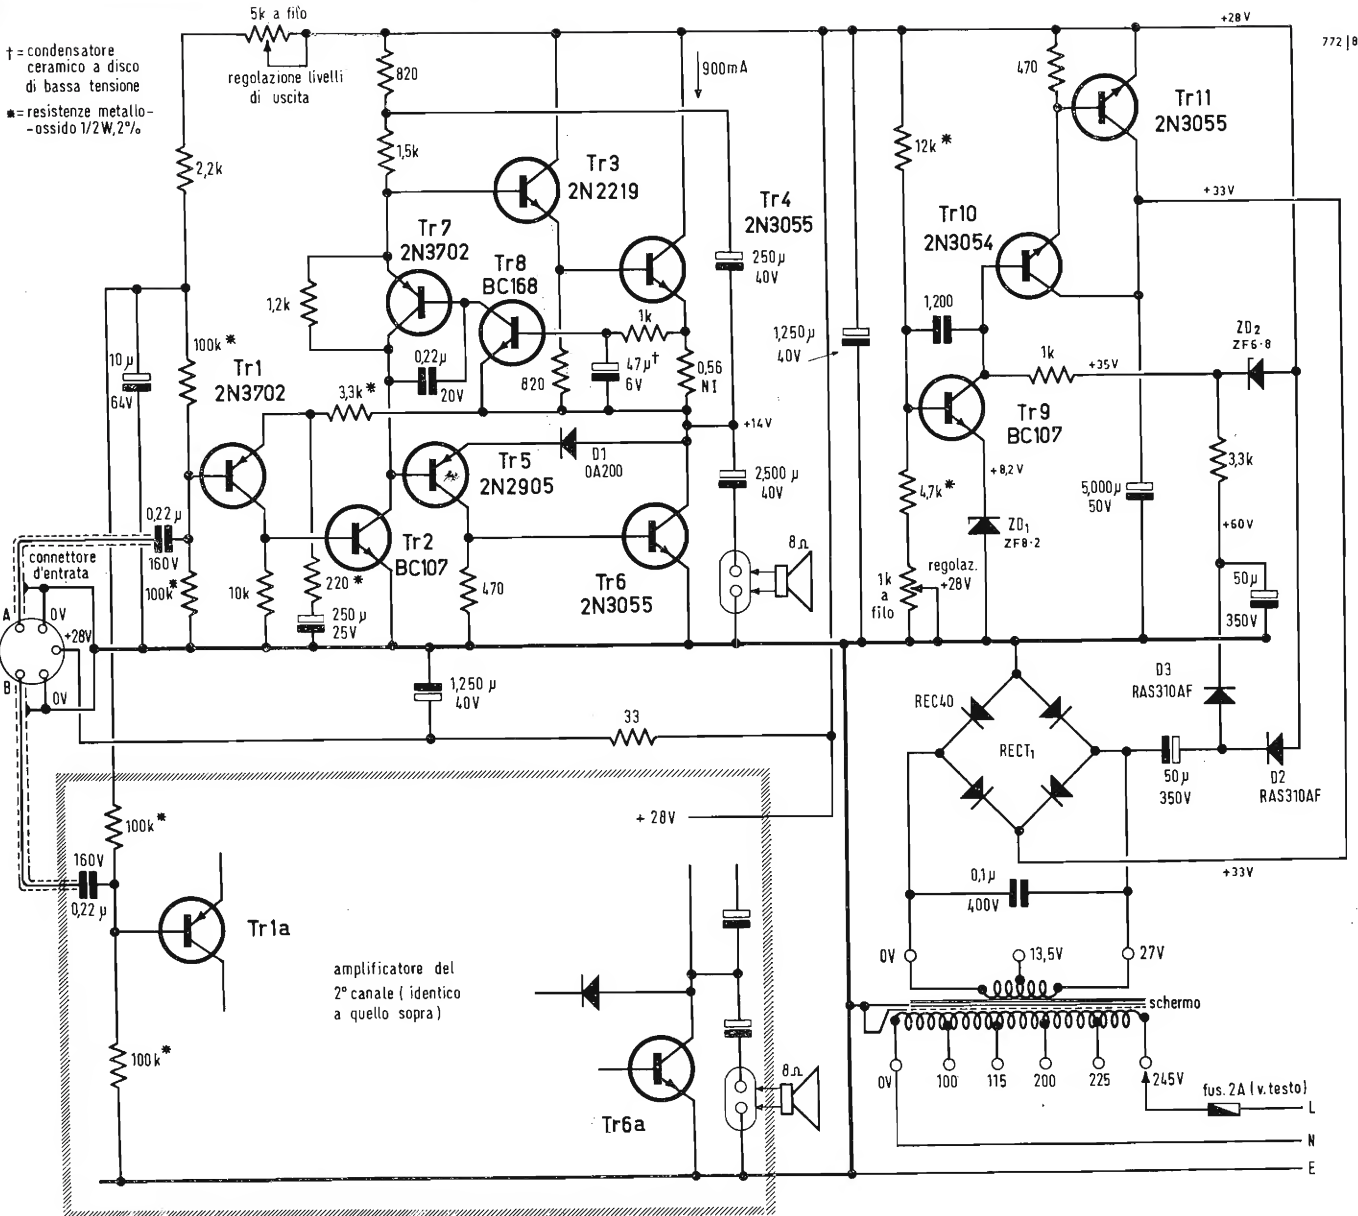 5k a filo
+28V
772|8
† = condensatore
ceramico a disco
di bassa tensione
regolazione livelli
di uscita
✱= resistenze metallo-
-ossido 1/2W, 2%
820
900mA
470
Tr11
2N3055
2,2k
1,5k
12k✱
Tr3
2N2219
+33V
Tr4
2N3055
Tr7
2N3702
Tr10
2N3054
Tr8
BC168
250µ
40V
1,2k
1k
1,200
1,250µ
40V
ZD2
ZF6·8
100k✱
10µ
64V
Tr1
2N3702
0,22µ
20V
820
47µ†
6V
0,56
NI
1k
+35V
3,3k✱
Tr9
BC107
+14V
D1
OA200
Tr5
2N2905
3,3k
2,500µ
40V
+8,2V
4,7k✱
5,000µ
50V
0,22µ
160V
+60V
ZD1
ZF8·2
8Ω
connettore
d'entrata
Tr2
BC107
regolaz.
+28V
100k✱
10k
220✱
470
Tr6
2N3055
1k
a
filo
50µ
350V
250µ
25V
A
0V
+28V
B
0V
1,250µ
40V
D3
RAS310AF
REC40
RECT1
33
50µ
350V
D2
RAS310AF
+28V
100k✱
+33V
160V
0,22µ
0,1µ
400V
Tr1a
0V
13,5V
27V
amplificatore del
2° canale ( identico
a quello sopra )
schermo
100k✱
8Ω
0V
100
115
200
225
245V
fus. 2A ( v. testo)
L
Tr6a
N
E